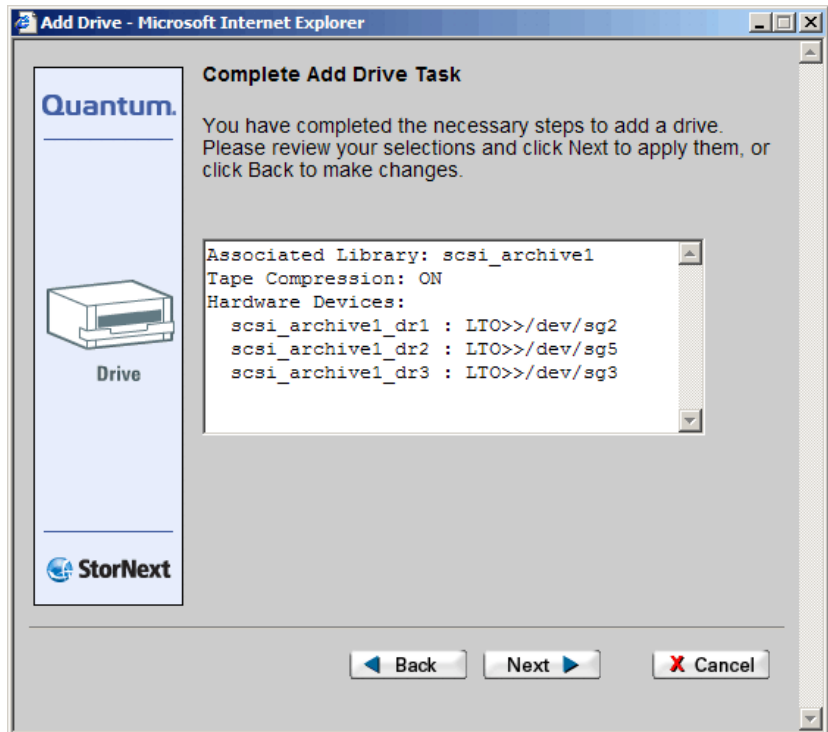 Add Drive - Microsoft Internet Explorer
Quantum.
Drive
StorNext
Complete Add Drive Task
You have completed the necessary steps to add a drive.
Please review your selections and click Next to apply them, or
click Back to make changes.
Associated Library: scsi_archive1
Tape Compression: ON
Hardware Devices:
scsi_archive1_dr1 : LTO>>/dev/sg2
scsi_archive1_dr2 : LTO>>/dev/sg5
scsi_archive1_dr3 : LTO>>/dev/sg3
Back
Next
X Cancel